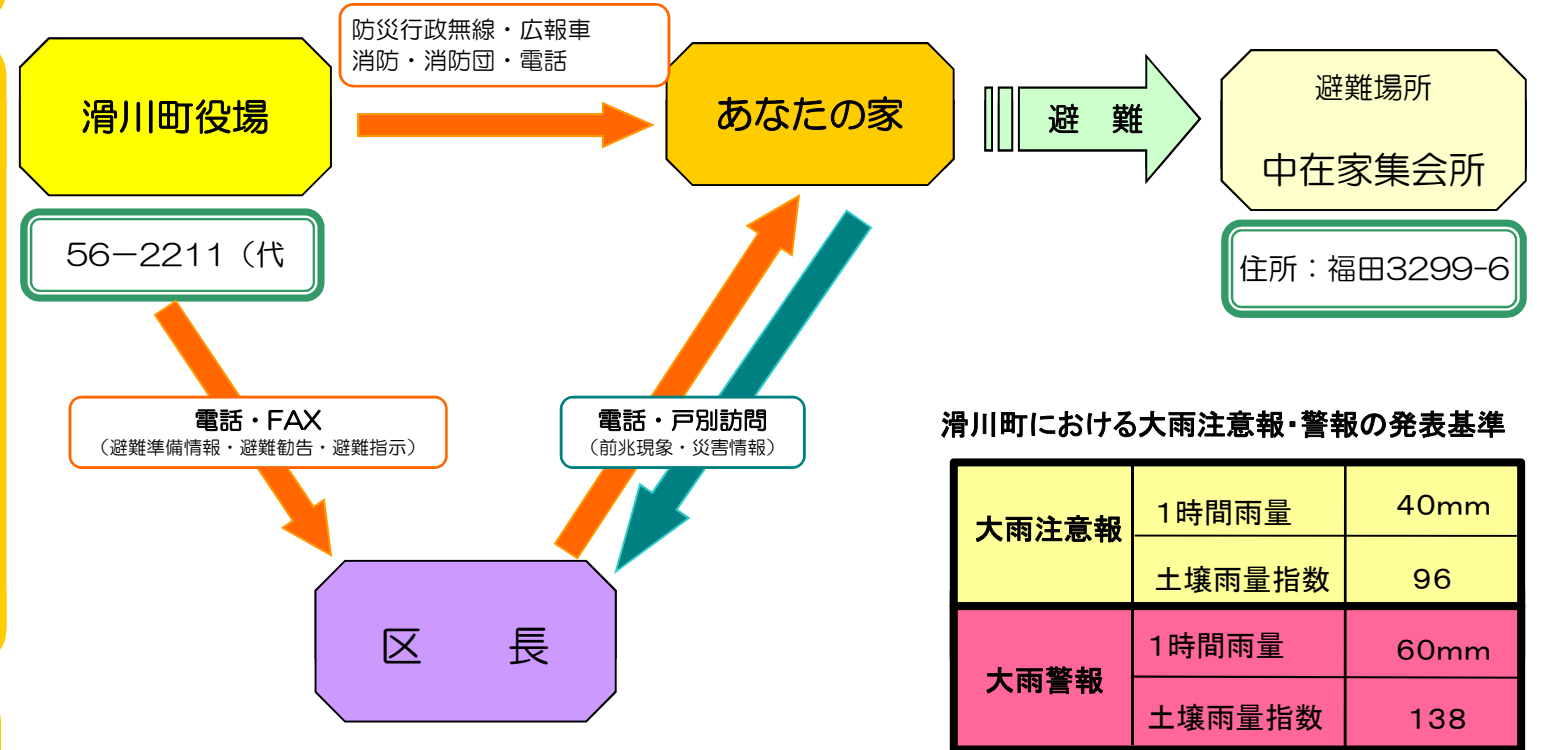 防災行政無線・広報車
消防・消防団・電話
滑川町役場
あなたの家
避　難
避難場所
中在家集会所
56－2211（代
住所：福田3299-6
電話・FAX
（避難準備情報・避難勧告・避難指示）
電話・戸別訪問
（前兆現象・災害情報）
区　長
滑川町における大雨注意報・警報の発表基準
大雨注意報
1時間雨量
40mm
土壌雨量指数
96
大雨警報
1時間雨量
60mm
土壌雨量指数
138